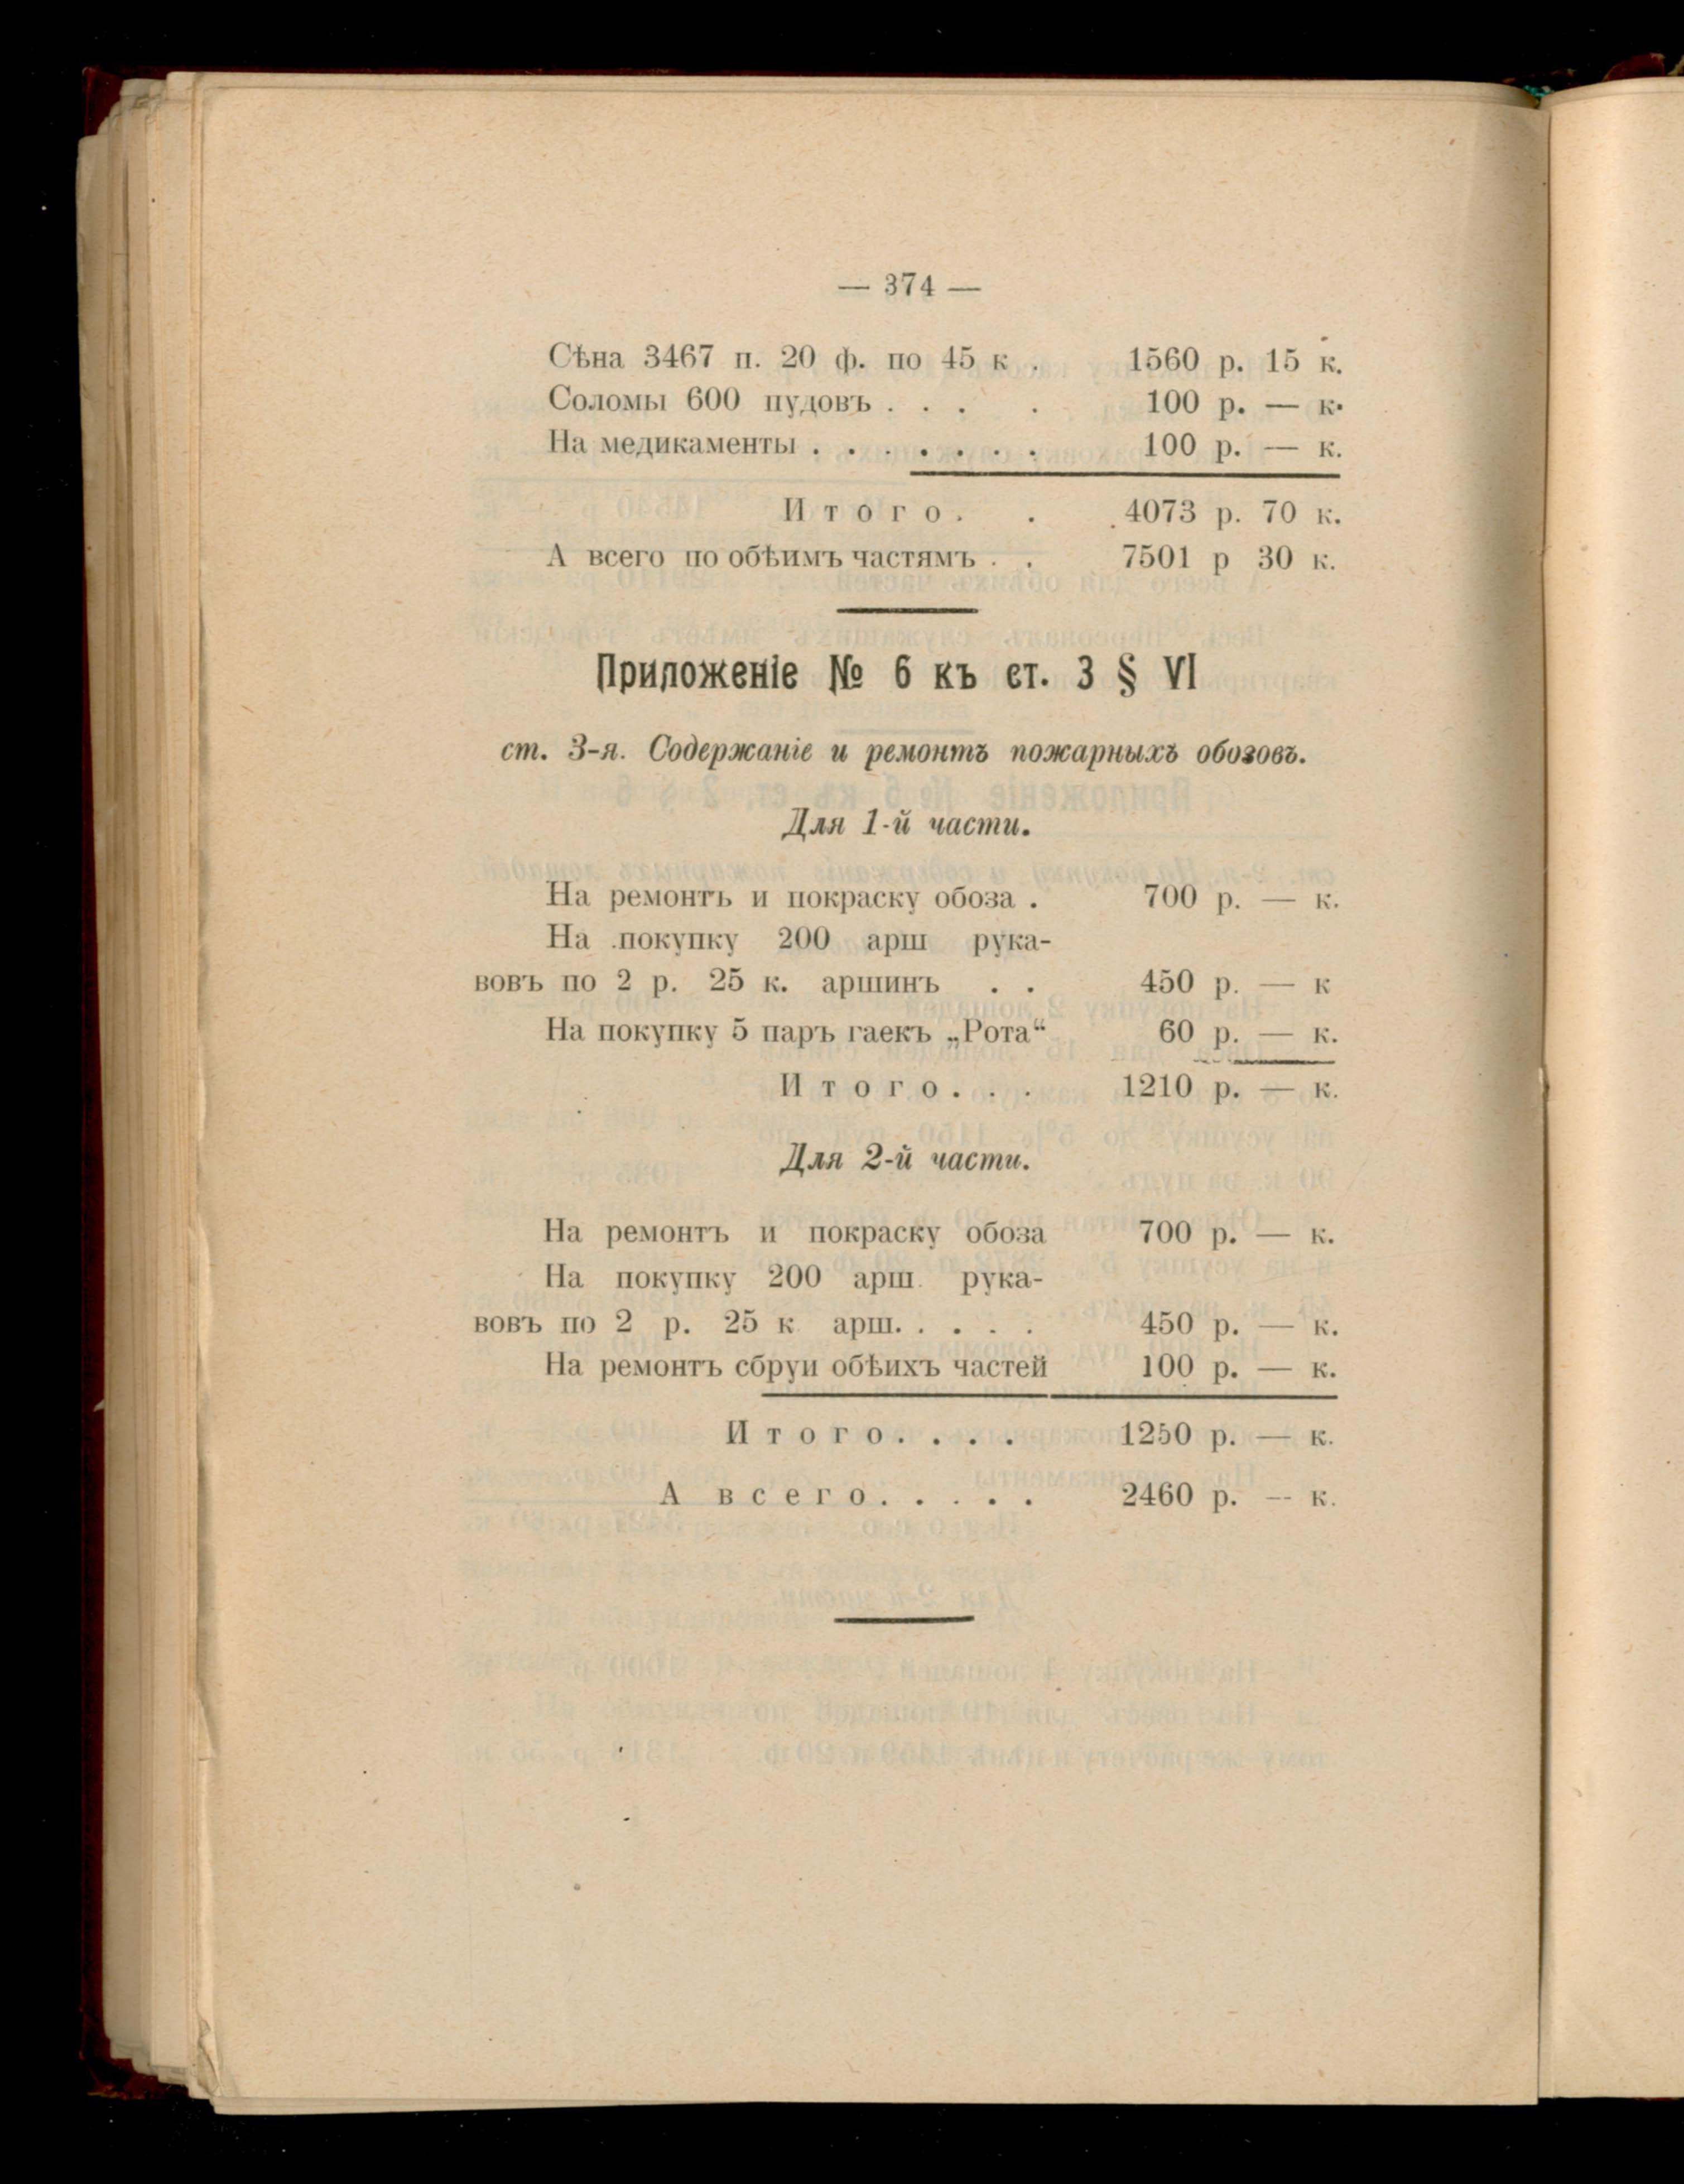 — 374 —
Сѣна 3467 п. 20 ф. по 45 к . 1560 р. 15 к.
Соломы 600 пудовъ . . . . 100 р. — к.
На медикаменты . . . . . . . 100 р. — к.
Итого. . 4073 р. 70 к.
А всего по обѣимъ частямъ . . 7501 р 30 к.
Приложеніе № 6 къ ст. 3 § VI
ст. 3-я. Содержаніе и ремонтъ пожарныхъ обозовъ.
Для 1-й части.
На ремонтъ и покраску обоза . 700 р. — к.
На покупку 200 арш рука-
вовъ по 2 р. 25 к. аршинъ . . 450 р. — к
На покупку 5 паръ гаекъ „Рота“ 60 р. — к.
Итого. . . 1210 р. — к.
Для 2-й части.
На ремонтъ и покраску обоза 700 р. — к.
На покупку 200 арш. рука-
вовъ по 2 р. 25 к арш. . . . . 450 р. — к.
На ремонтъ сбруи обѣихъ частей 100 р. — к.
Итого. . . . 1250 р. — к.
А всего. . . . . 2460 р. — к.